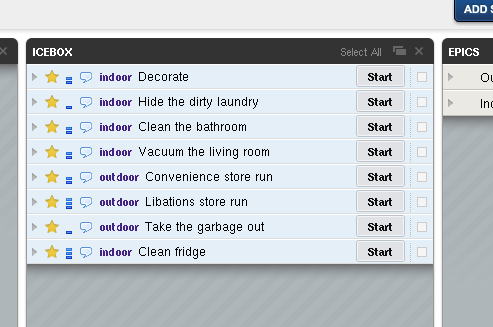 ADD
ICEBOX Select All
EPICS
indoor Decorate Start
indoor Hide the dirty laundry Start
indoor Clean the bathroom Start
indoor Vacuum the living room Start
outdoor Convenience store run Start
outdoor Libations store run Start
outdoor Take the garbage out Start
indoor Clean fridge Start